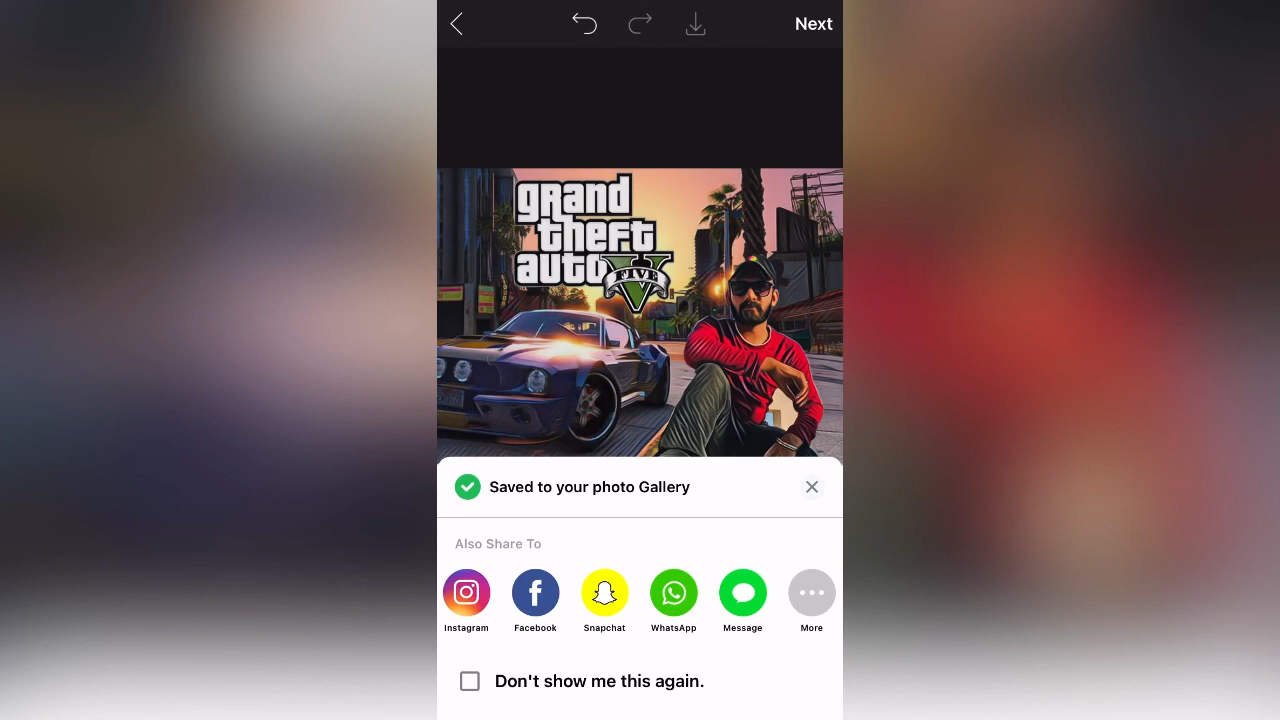 Next
grand
theft
auto
FIVE
Saved to your photo Gallery
Also Share To
Instagram
Facebook
Snapchat
WhatsApp
Message
More
Don't show me this again.